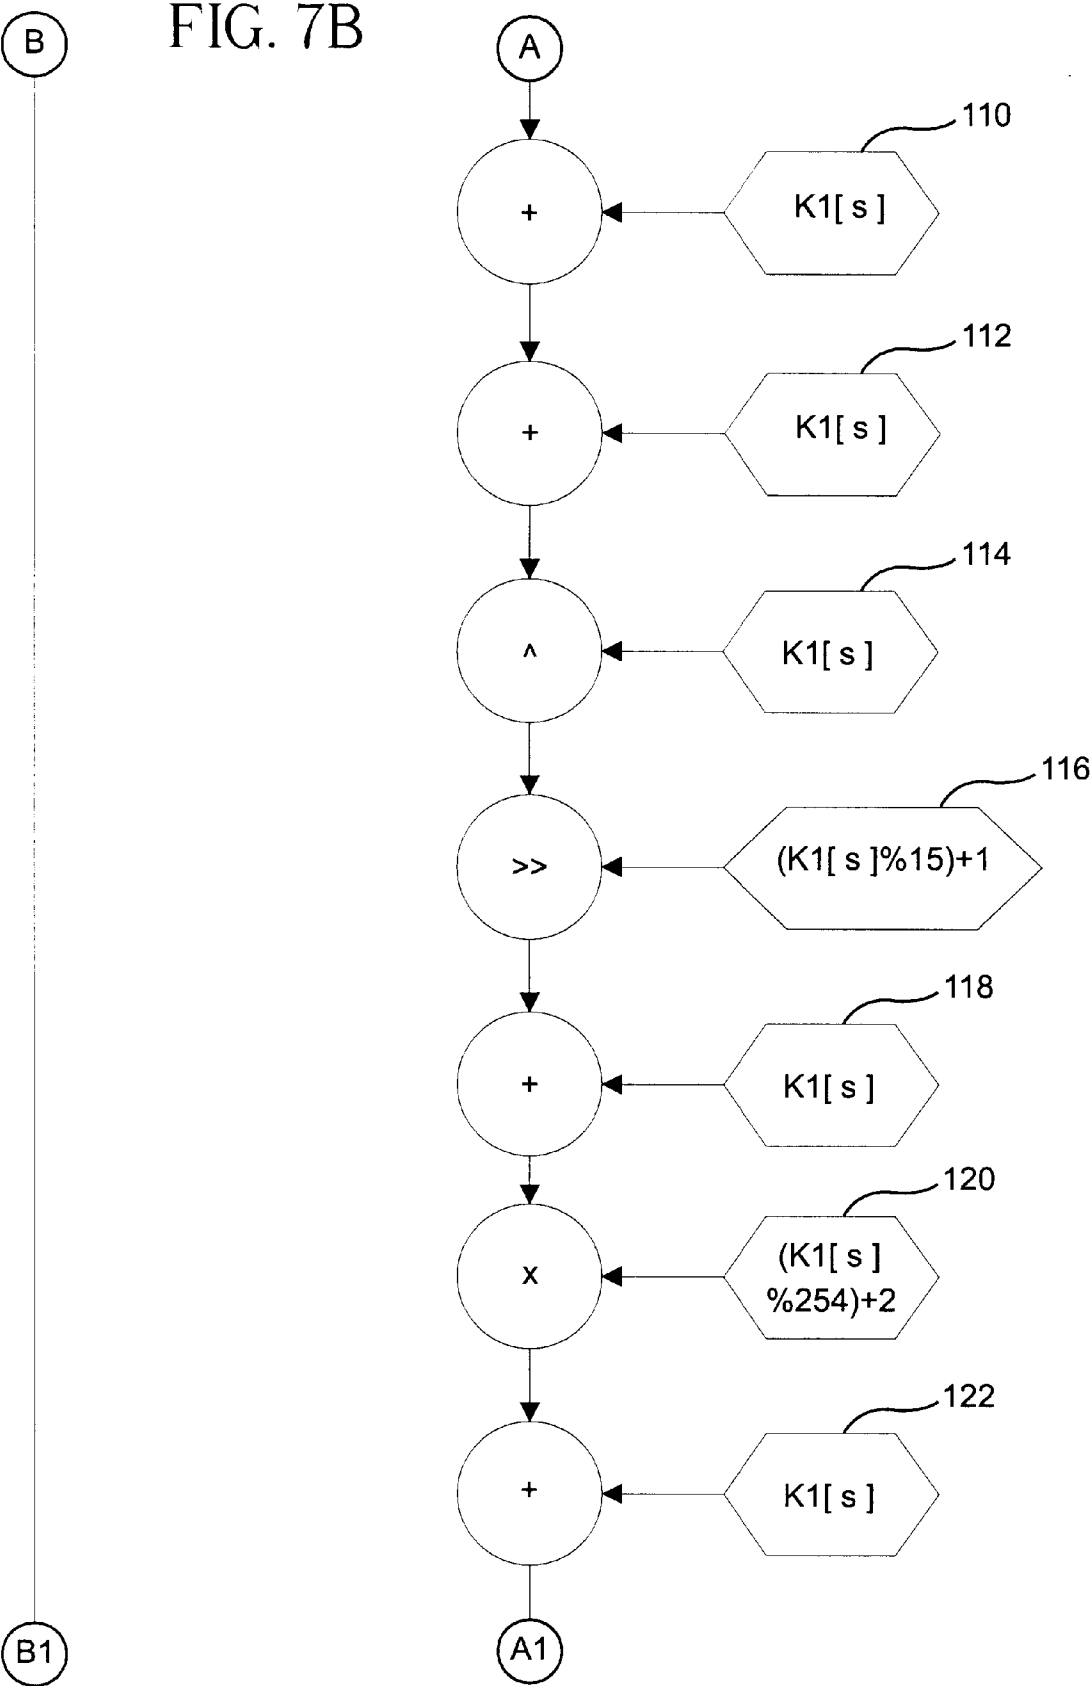 B
FIG. 7B
A
110
+
K1[ s ]
112
+
K1[ s ]
114
^
K1[ s ]
116
>>
(K1[ s ]%15)+1
118
+
K1[ s ]
120
x
(K1[ s ]
%254)+2
122
+
K1[ s ]
B1
A1